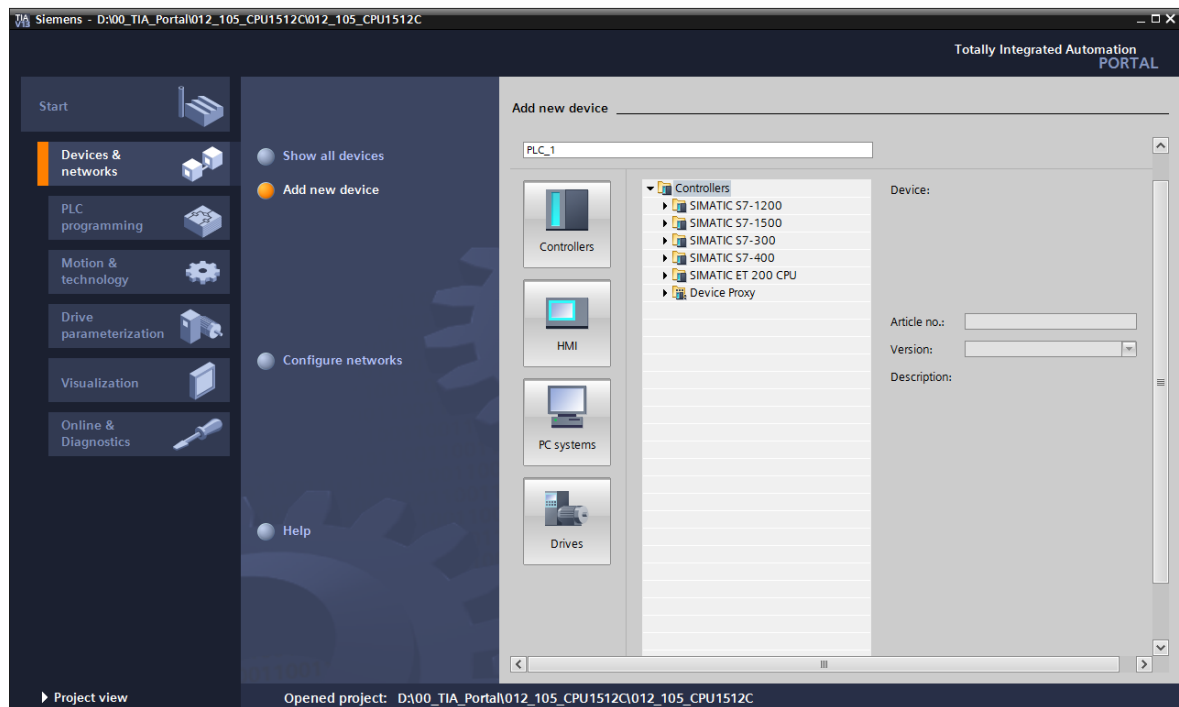 Siemens - D:\00_TIA_Portal\012_105_CPU1512C\012_105_CPU1512C
Totally Integrated Automation
PORTAL
Start
Devices &
networks
PLC
programming
Motion &
technology
Drive
parameterization
Visualization
Online &
Diagnostics
Show all devices
Add new device
Configure networks
Help
Add new device
PLC_1
Controllers
HMI
PC systems
Drives
Controllers
SIMATIC S7-1200
SIMATIC S7-1500
SIMATIC S7-300
SIMATIC S7-400
SIMATIC ET 200 CPU
Device Proxy
Device:
Article no.:
Version:
Description:
Project view
Opened project: D:\00_TIA_Portal\012_105_CPU1512C\012_105_CPU1512C